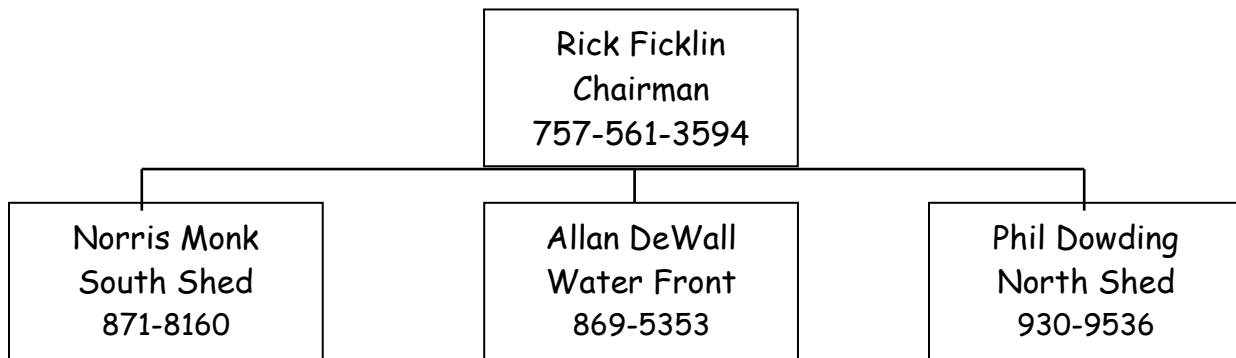 Rick Ficklin
Chairman
757-561-3594
Norris Monk
South Shed
871-8160
Allan DeWall
Water Front
869-5353
Phil Dowding
North Shed
930-9536